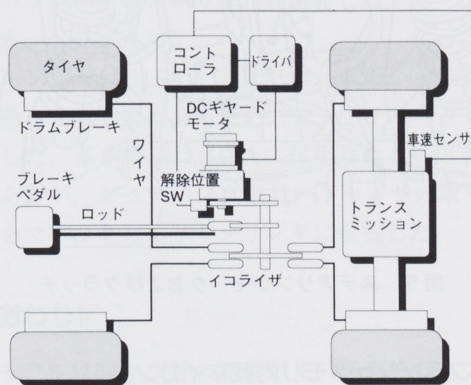 タイヤ
コント
ローラ
ドライバ
ドラムブレーキ
DCギヤード
モータ
車速センサ
ワイヤ
ブレーキ
ペダル
解除位置
SW
ロッド
トランス
ミッション
イコライザ